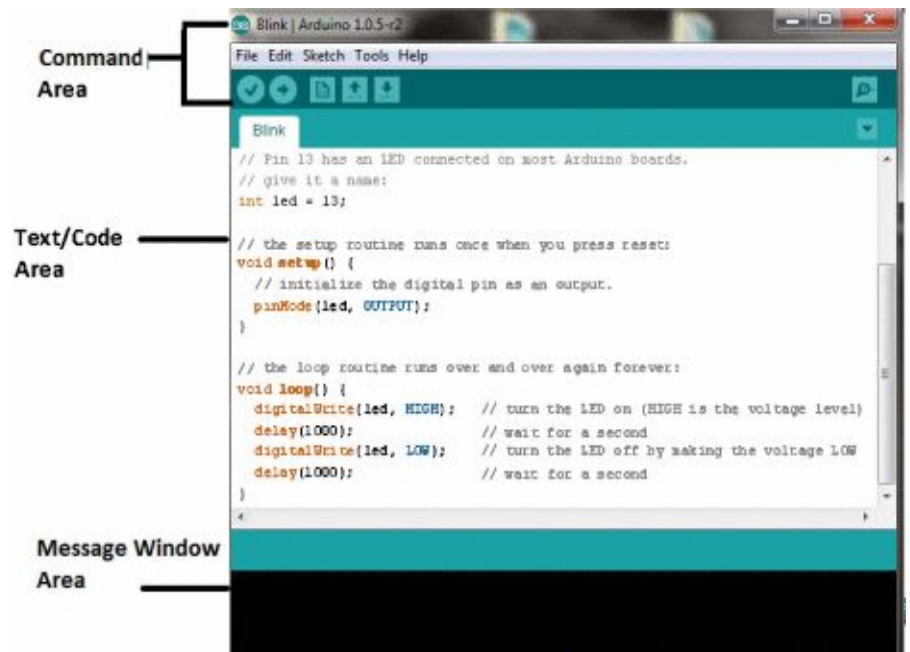 Blink | Arduino 1.0.5-r2
Command
Area
File Edit Sketch Tools Help
Blink
// Pin 13 has an LED connected on most Arduino boards.
// give it a name:
int led = 13;
Text/Code
Area
// the setup routine runs once when you press reset:
void setup() {
// initialize the digital pin as an output.
pinMode(led, OUTPUT);
}
// the loop routine runs over and over again forever:
void loop() {
digitalWrite(led, HIGH); // turn the LED on (HIGH is the voltage level)
delay(1000); // wait for a second
digitalWrite(led, LOW); // turn the LED off by making the voltage LOW
delay(1000); // wait for a second
}
Message Window
Area